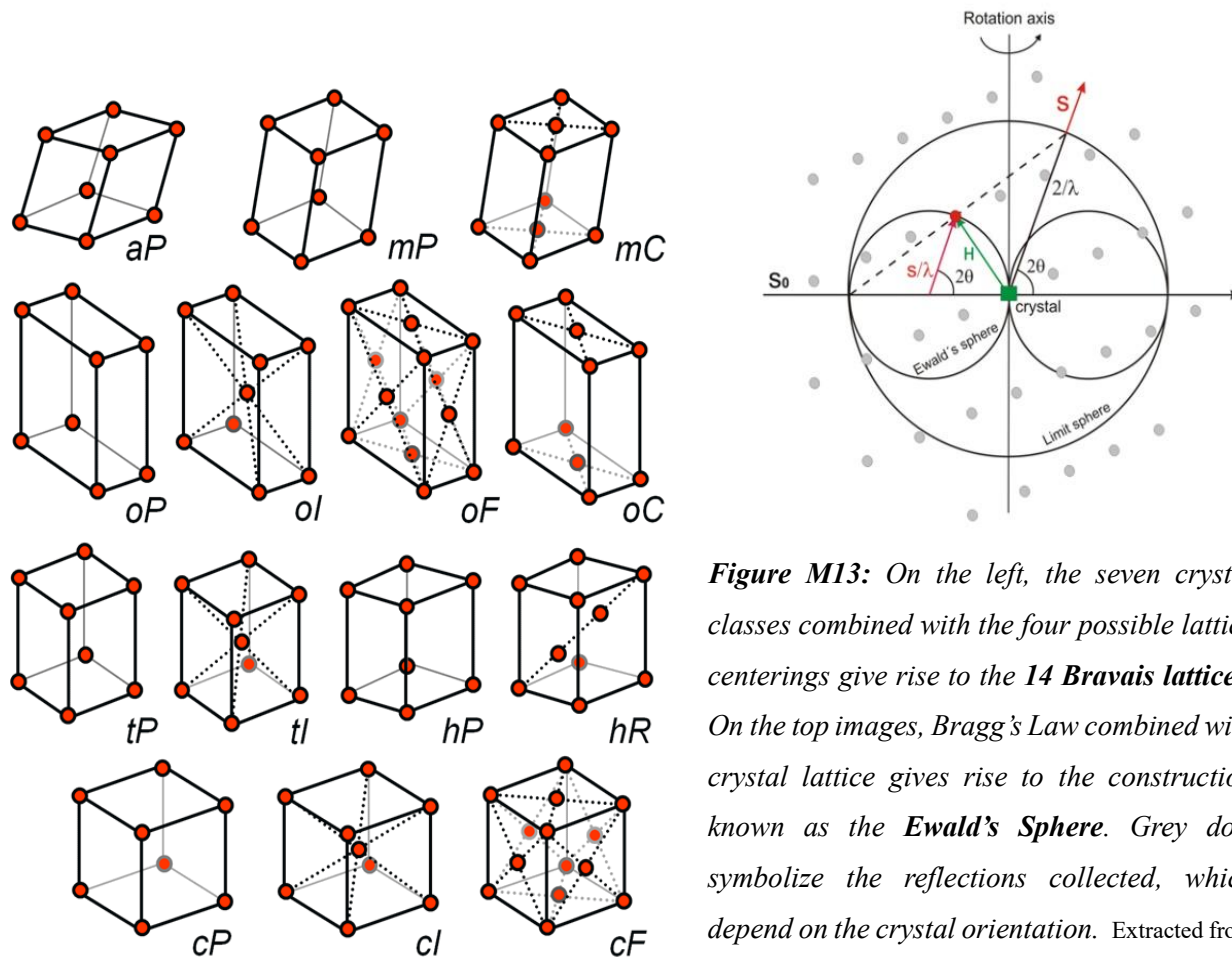 aP
mP
mC
oP
oI
oF
oC
tP
tI
hP
hR
cP
cI
cF
Rotation axis
S
2/λ
H
s/λ
2θ
2θ
S₀
crystal
Ewald´s sphere
Limit sphere
Figure M13: On the left, the seven cryst
classes combined with the four possible lattic
centerings give rise to the 14 Bravais lattice
On the top images, Bragg’s Law combined wi
crystal lattice gives rise to the construction
known as the Ewald’s Sphere. Grey do
symbolize the reflections collected, whic
depend on the crystal orientation. Extracted fro